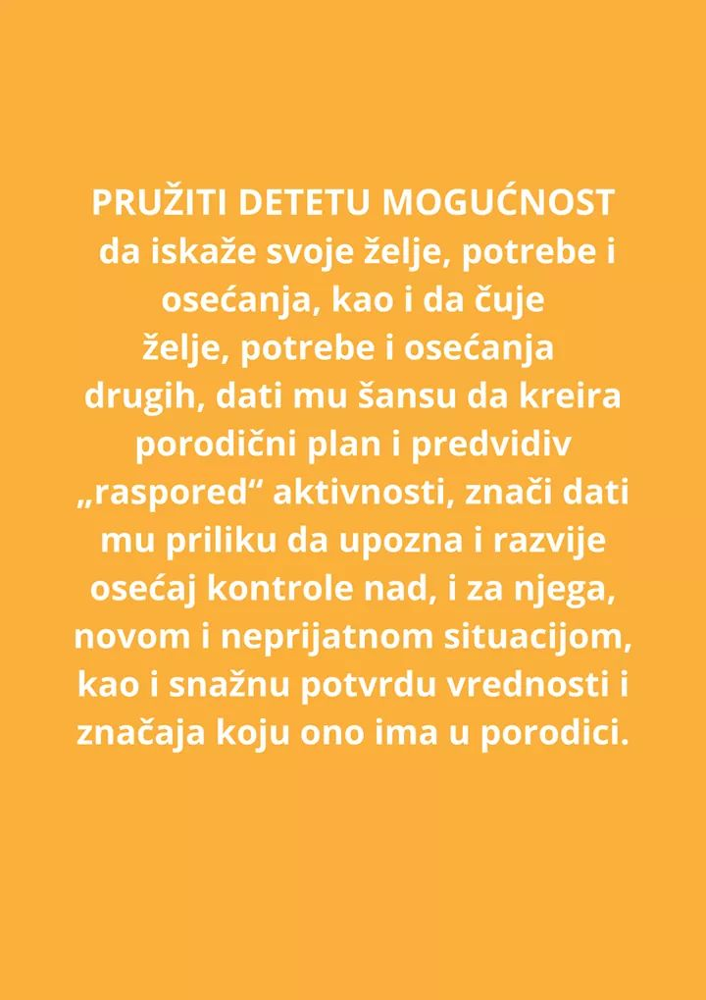 PRUŽITI DETETU MOGUĆNOST
da iskaže svoje želje, potrebe i
osećanja, kao i da čuje
želje, potrebe i osećanja
drugih, dati mu šansu da kreira
porodični plan i predvidiv
„raspored“ aktivnosti, znači dati
mu priliku da upozna i razvije
osećaj kontrole nad, i za njega,
novom i neprijatnom situacijom,
kao i snažnu potvrdu vrednosti i
značaja koju ono ima u porodici.